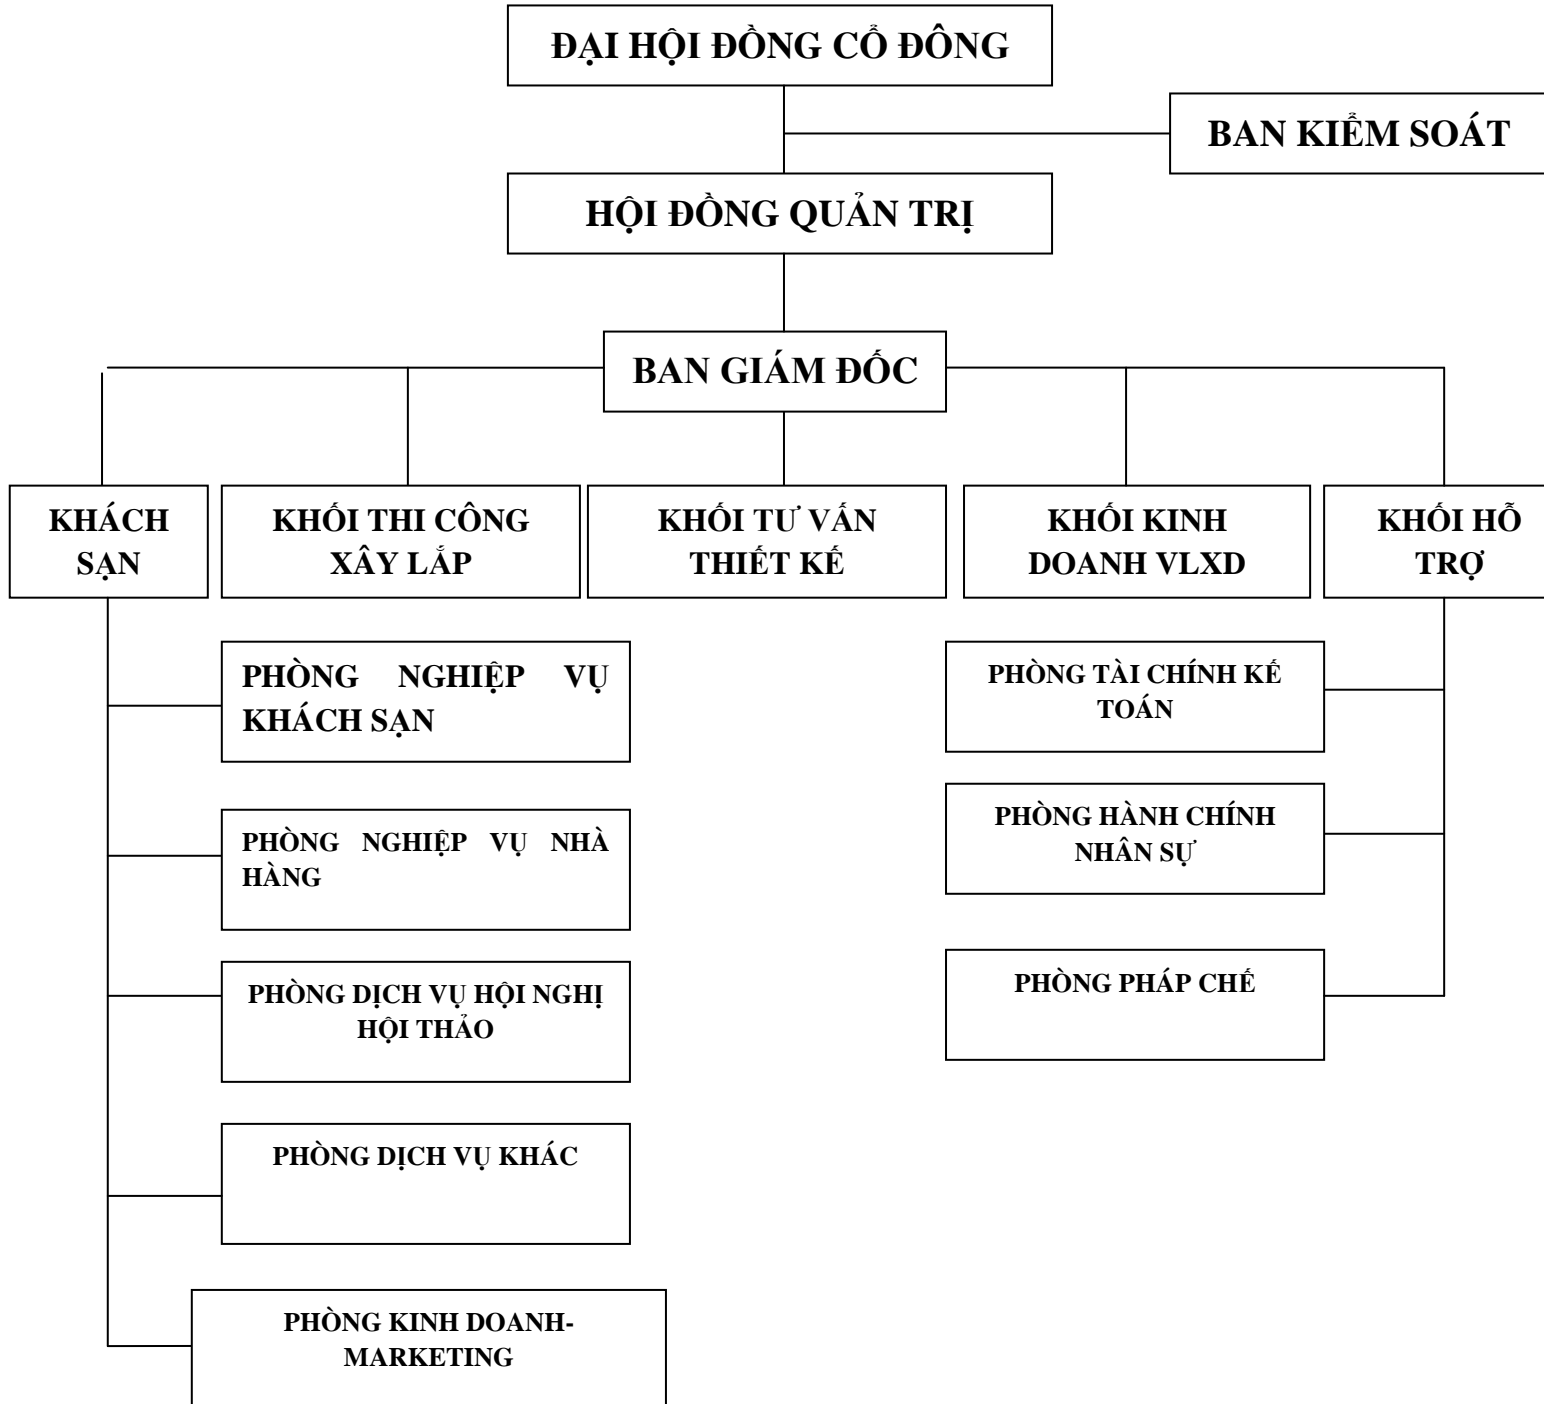 ĐẠI HỘI ĐỒNG CỔ ĐÔNG
BAN KIỂM SOÁT
HỘI ĐỒNG QUẢN TRỊ
BAN GIÁM ĐỐC
KHÁCH
SẠN
KHỐI THI CÔNG
XÂY LẮP
KHỐI TƯ VẤN
THIẾT KẾ
KHỐI KINH
DOANH VLXD
KHỐI HỖ
TRỢ
PHÒNG NGHIỆP VỤ
KHÁCH SẠN
PHÒNG NGHIỆP VỤ NHÀ
HÀNG
PHÒNG DỊCH VỤ HỘI NGHỊ
HỘI THẢO
PHÒNG DỊCH VỤ KHÁC
PHÒNG KINH DOANH-
MARKETING
PHÒNG TÀI CHÍNH KẾ
TOÁN
PHÒNG HÀNH CHÍNH
NHÂN SỰ
PHÒNG PHÁP CHẾ